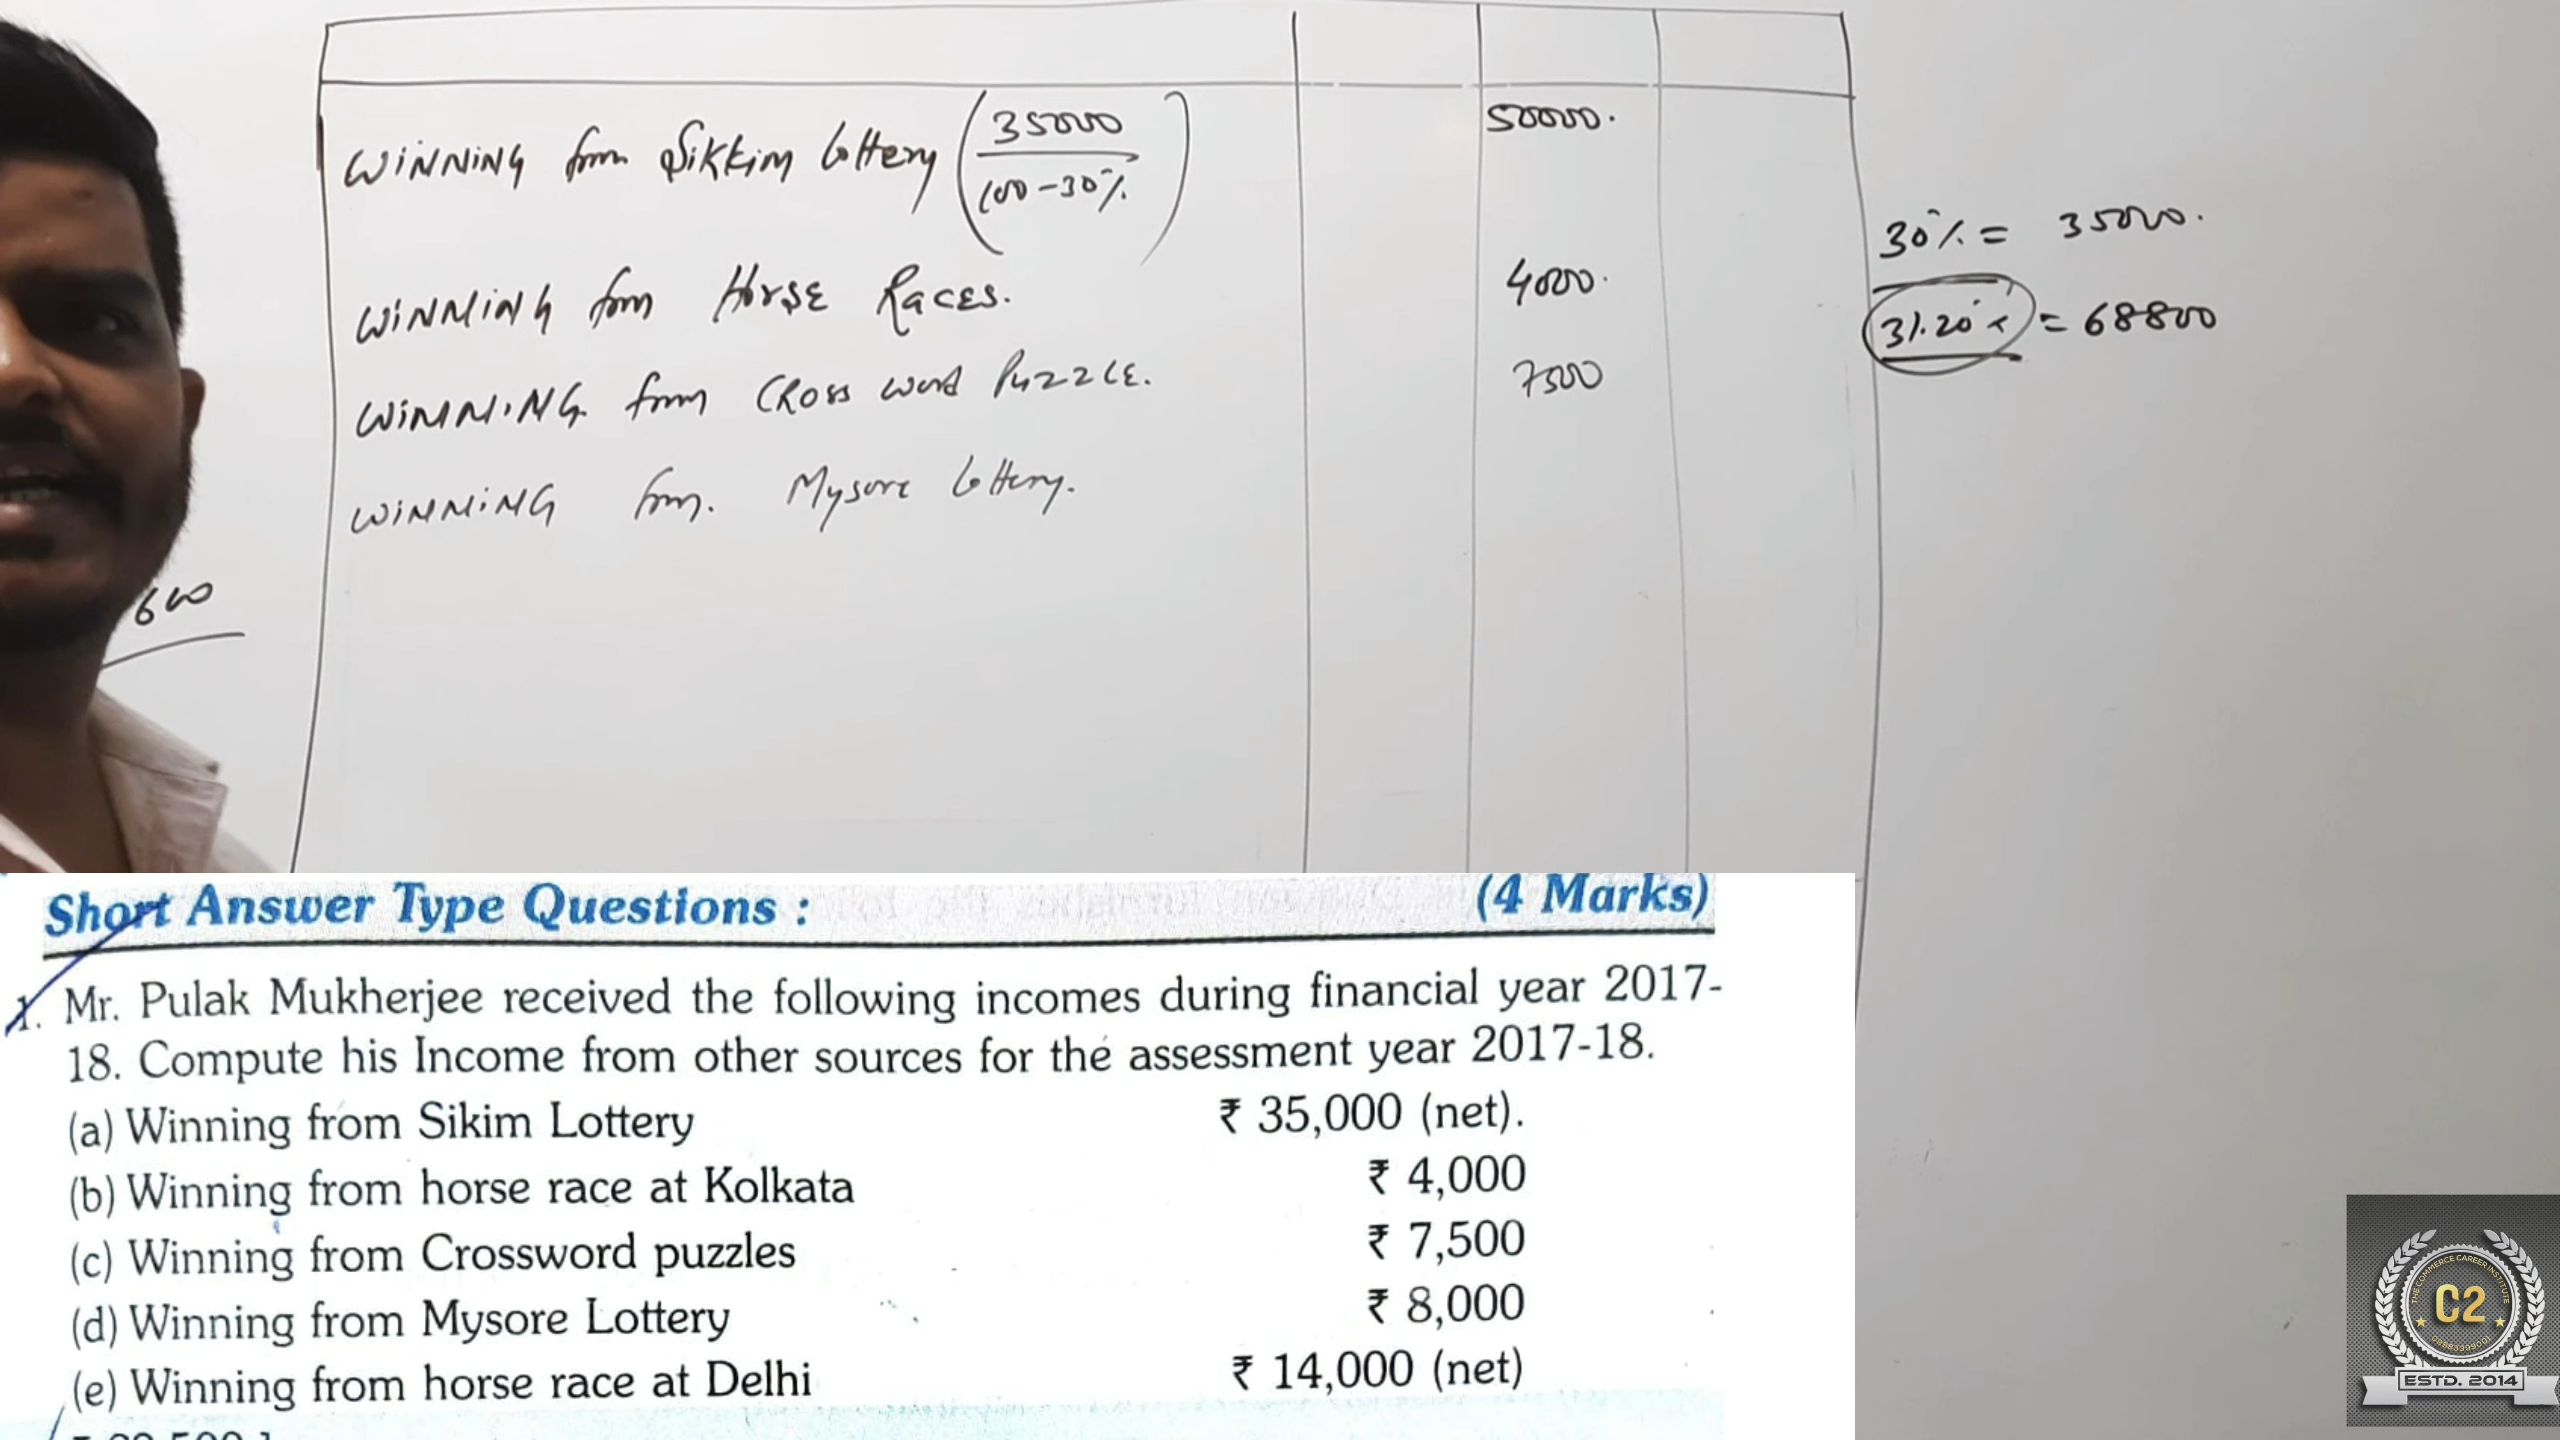 WINNING from Sikkim lottery (35000 / 100-30%) 50000.
WINNING from Horse Races. 4000.
WINNING from Cross word Puzzle. 7500
WINNING from. Mysore lottery.
30% = 35000.
31.20% = 68800
600
Short Answer Type Questions : (4 Marks)
1. Mr. Pulak Mukherjee received the following incomes during financial year 2017-
18. Compute his Income from other sources for the assessment year 2017-18.
(a) Winning from Sikim Lottery ₹ 35,000 (net).
(b) Winning from horse race at Kolkata ₹ 4,000
(c) Winning from Crossword puzzles ₹ 7,500
(d) Winning from Mysore Lottery ₹ 8,000
(e) Winning from horse race at Delhi ₹ 14,000 (net)
THE COMMERCE CAREER INSTITUTE
C2
ESTD. 2014